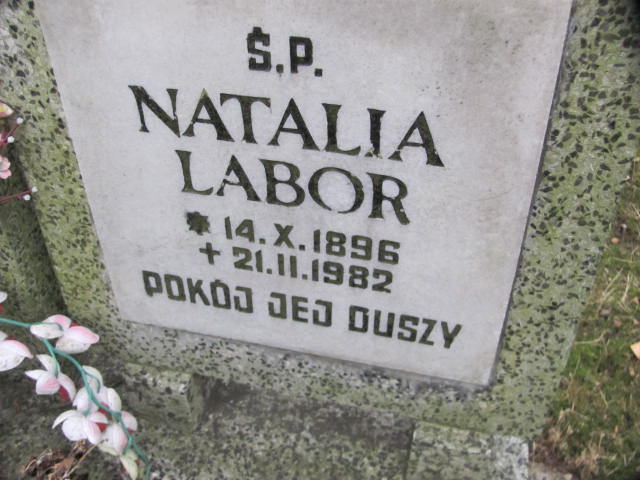 Ś.P.
NATALIA
LABOR
* 14.X.1896
+ 21.11.1982
POKÓJ JEJ DUSZY